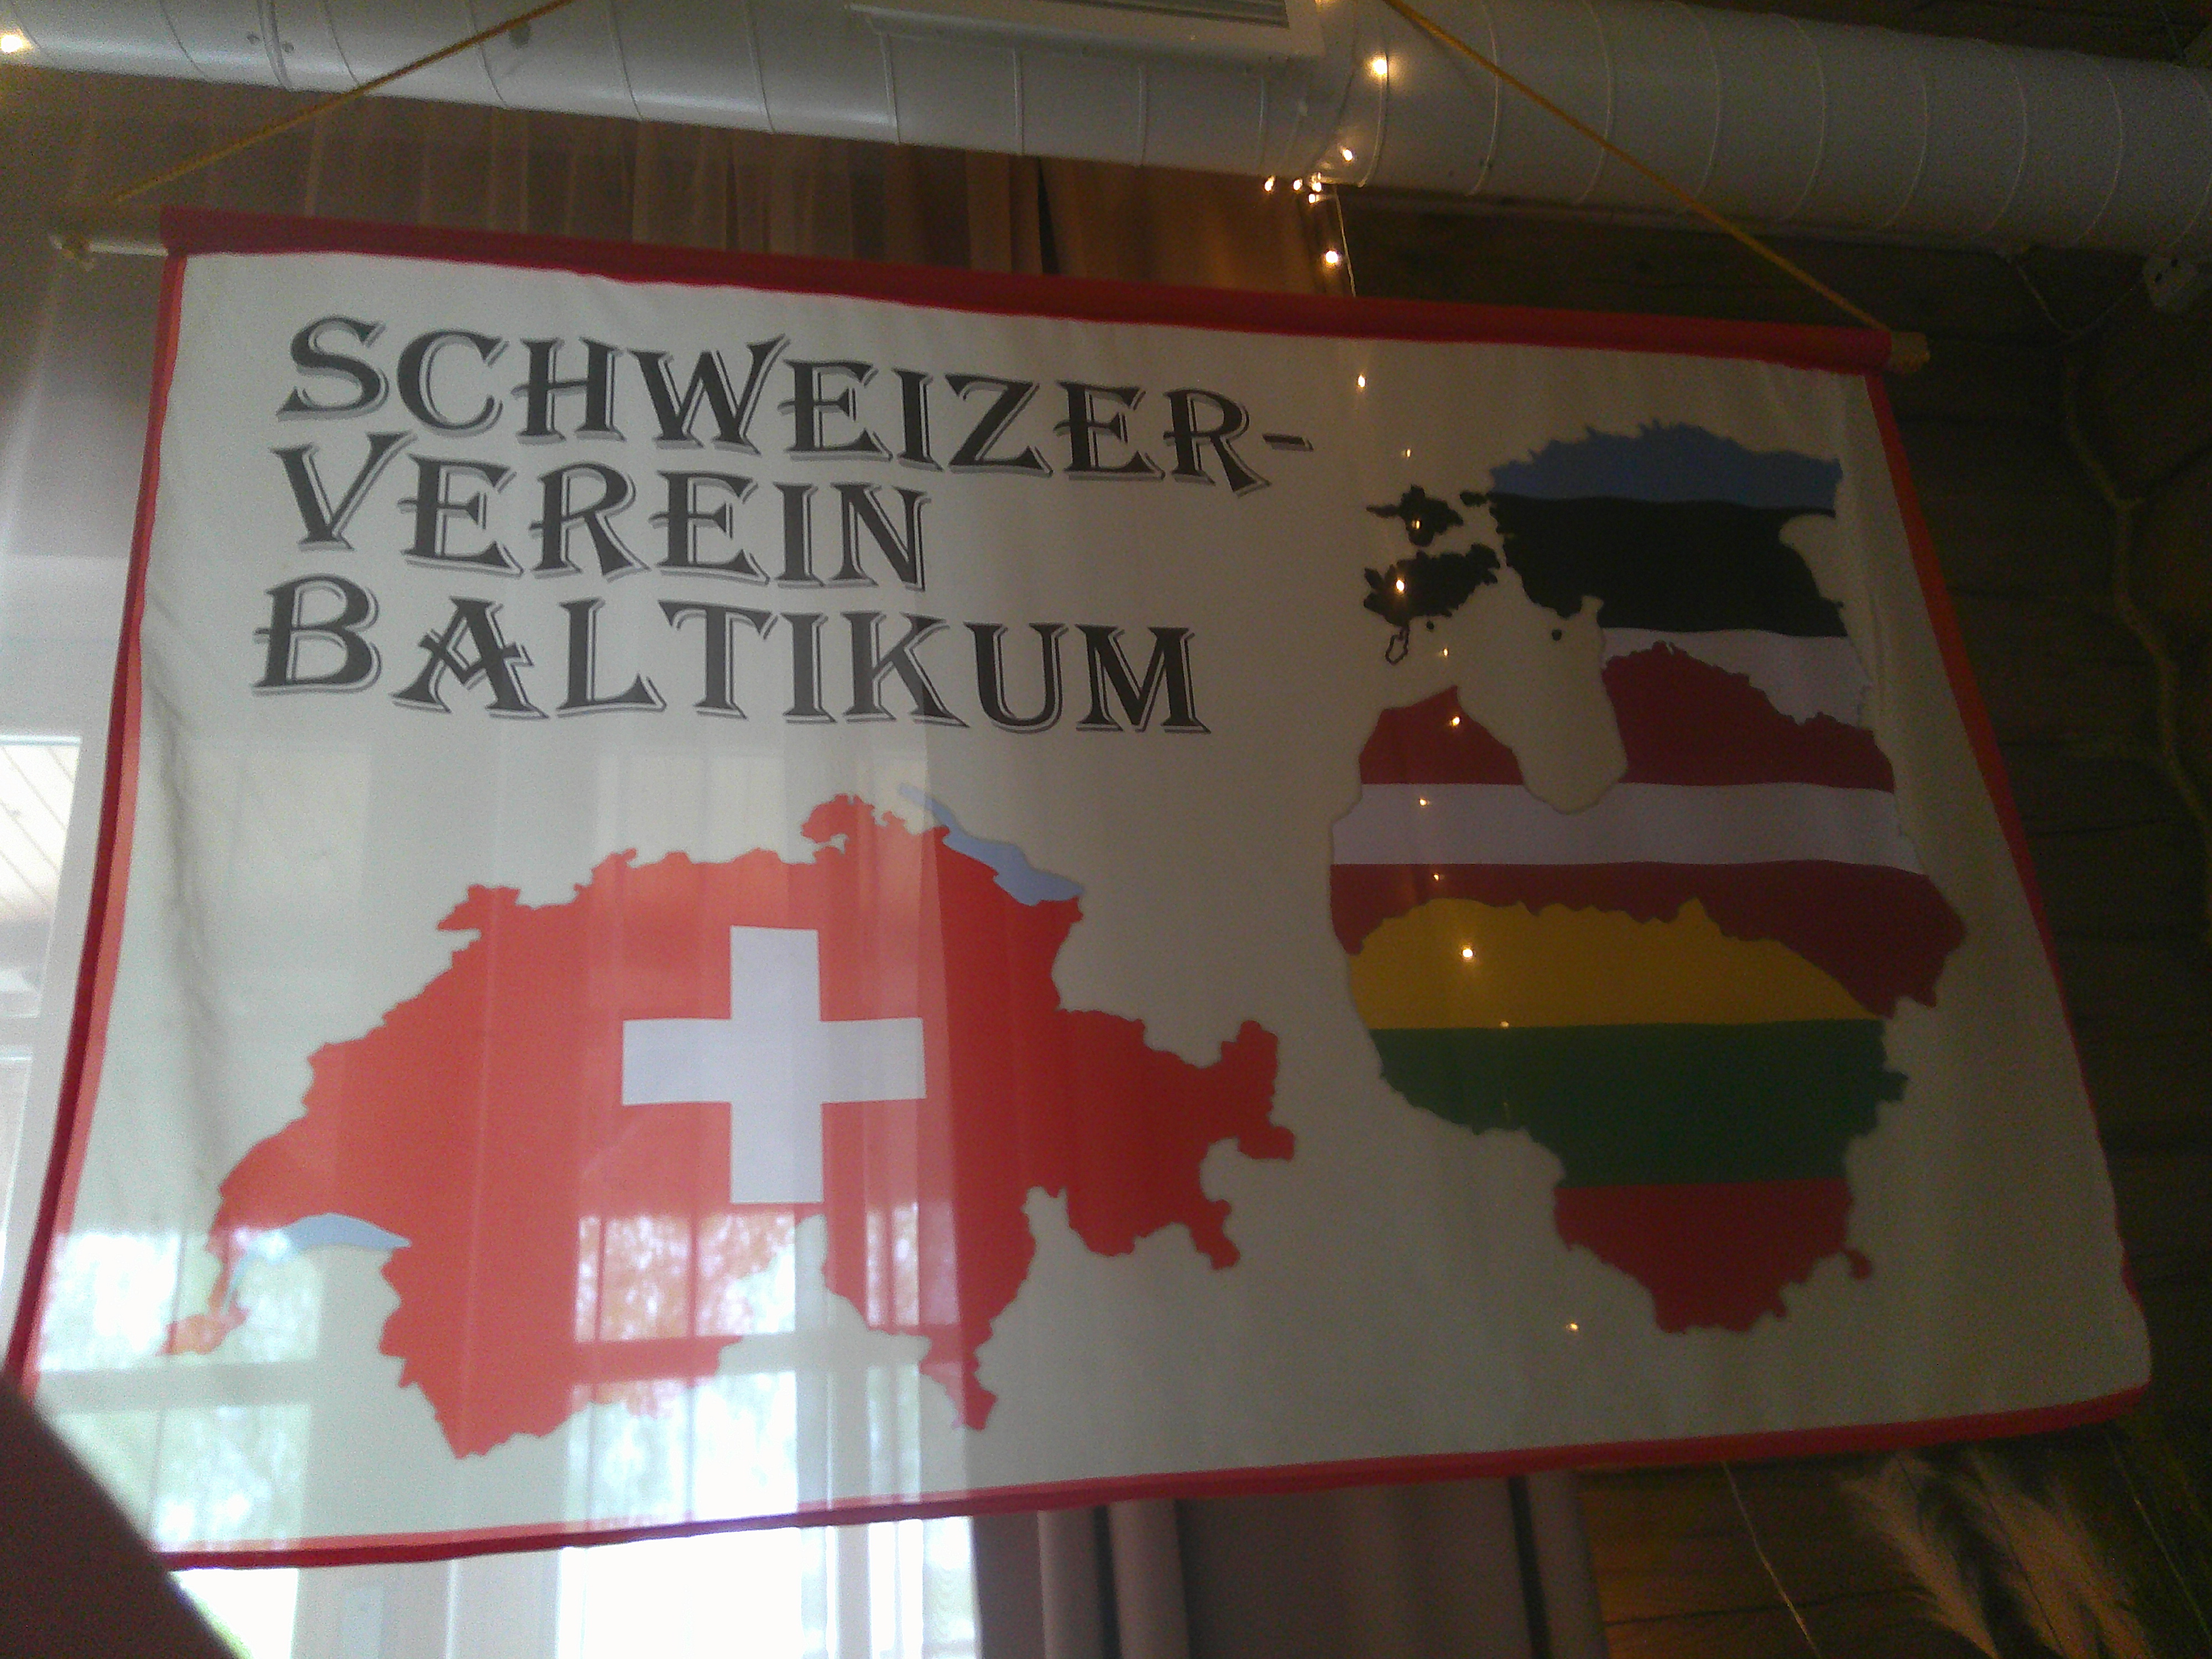 SCHWEIZER-
VEREIN
BALTIKUM